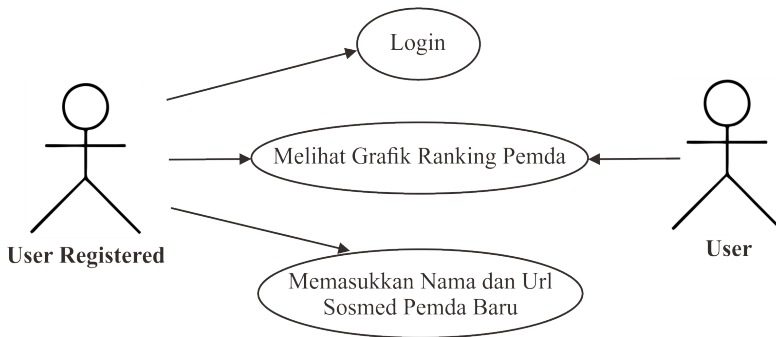 Login
Melihat Grafik Ranking Pemda
User Registered
User
Memasukkan Nama dan Url
Sosmed Pemda Baru